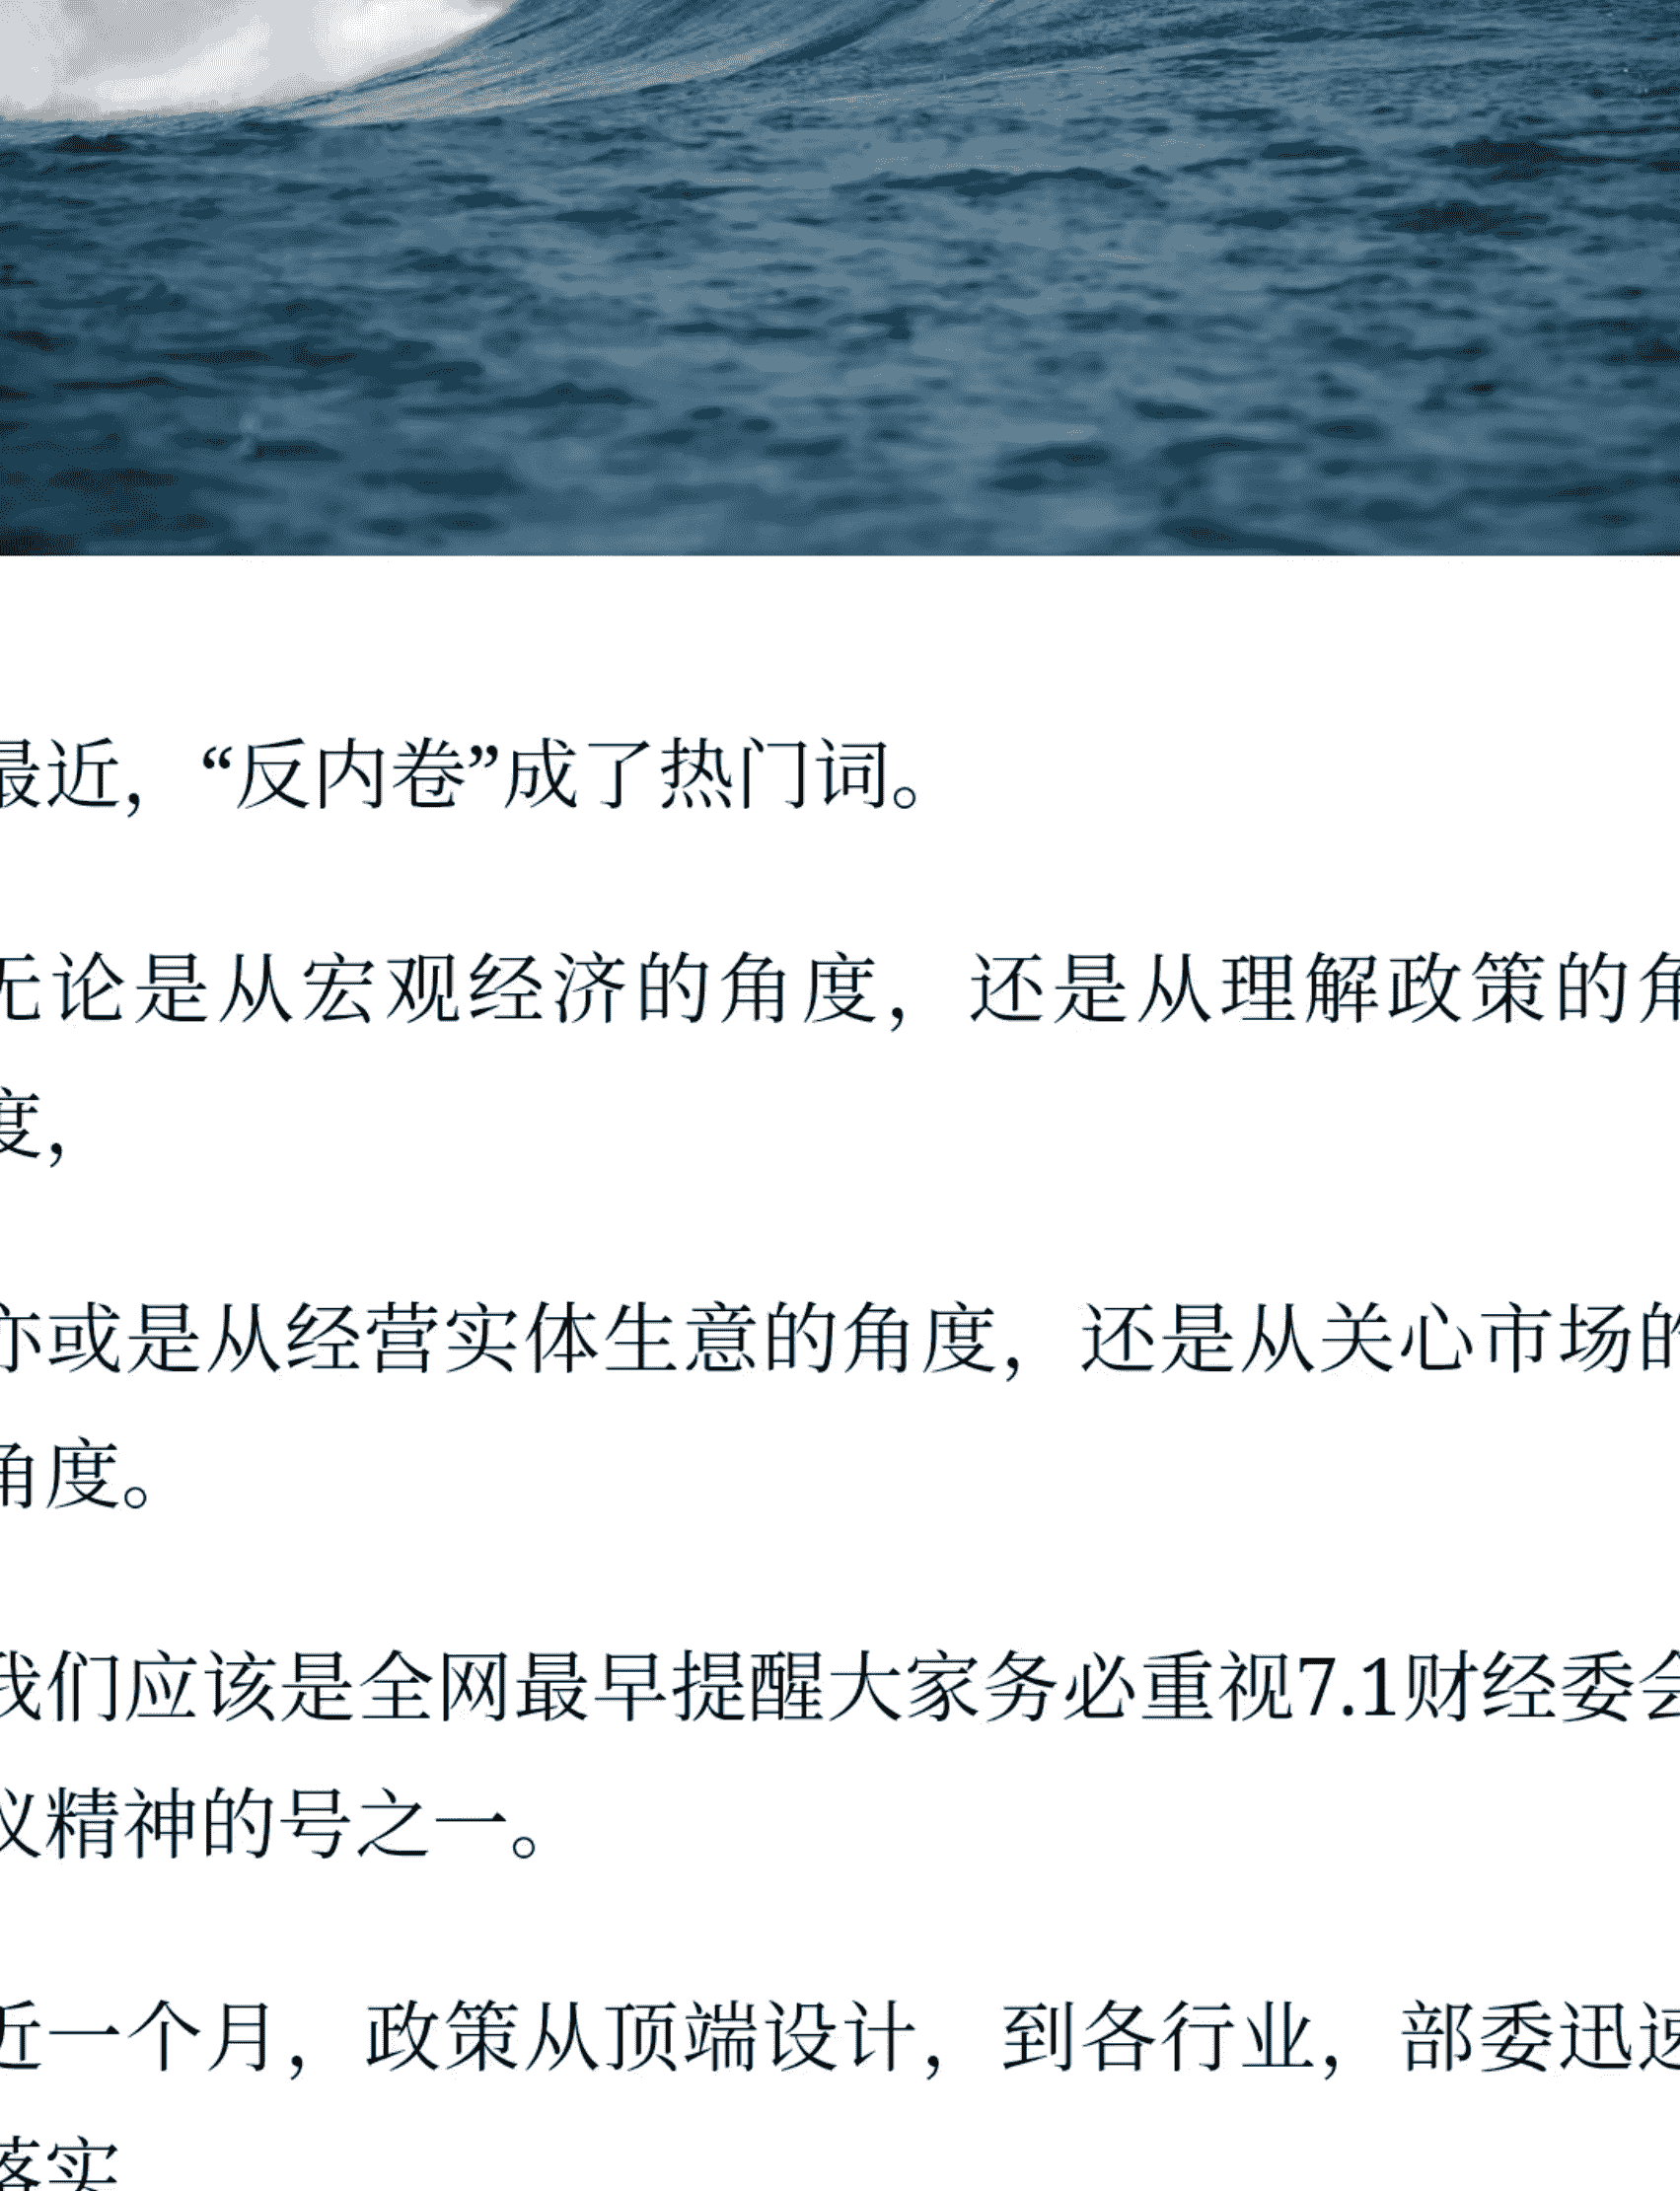 最近，“反内卷”成了热门词。
无论是从宏观经济的角度，还是从理解政策的角
度，
亦或是从经营实体生意的角度，还是从关心市场的
角度。
我们应该是全网最早提醒大家务必重视7.1财经委会
议精神的号之一。
近一个月，政策从顶端设计，到各行业，部委迅速
落实